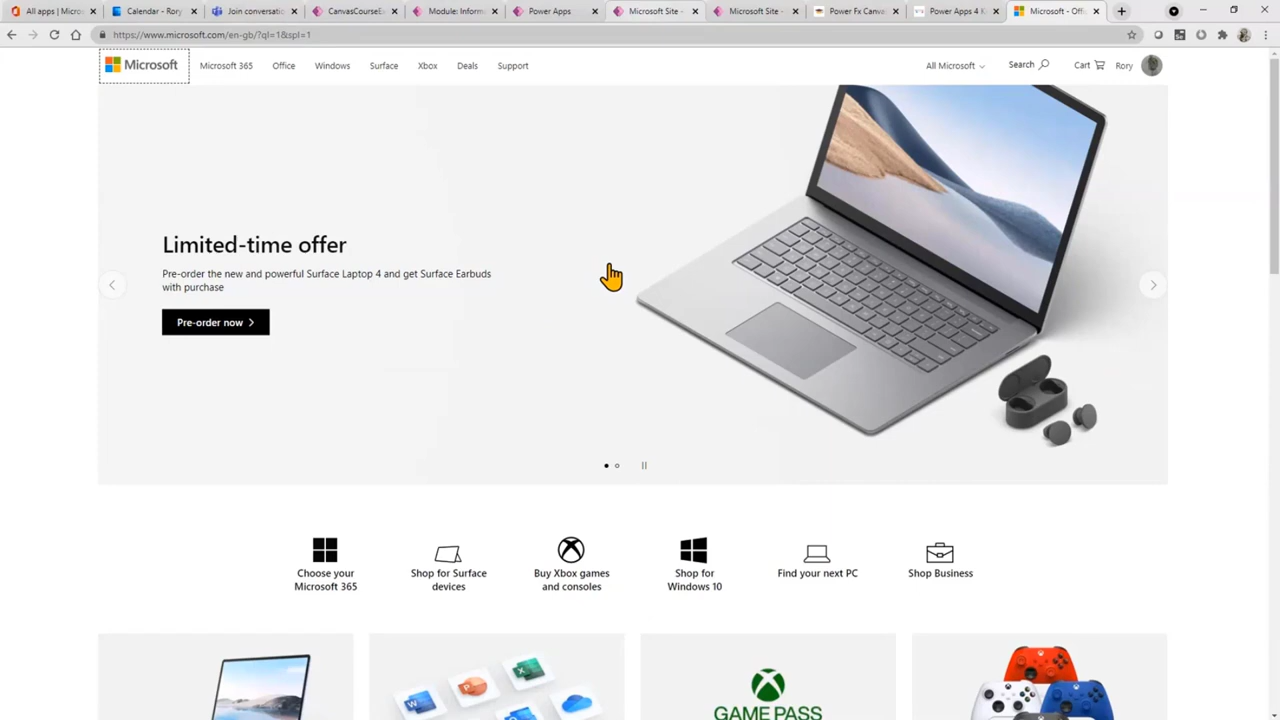 All apps | Micros
Calendar - Rory
Join conversatio
CanvasCourseE
Module: Informa
Power Apps
Microsoft Site -
Microsoft Site -
Power Fx Canva
Power Apps 4 K
Microsoft - Offi
https://www.microsoft.com/en-gb/?ql=1&spl=1
Microsoft
Microsoft 365
Office
Windows
Surface
Xbox
Deals
Support
All Microsoft
Search
Cart
Rory
Limited-time offer
Pre-order the new and powerful Surface Laptop 4 and get Surface Earbuds
with purchase
Pre-order now
Choose your
Microsoft 365
Shop for Surface
devices
Buy Xbox games
and consoles
Shop for
Windows 10
Find your next PC
Shop Business
GAME PASS